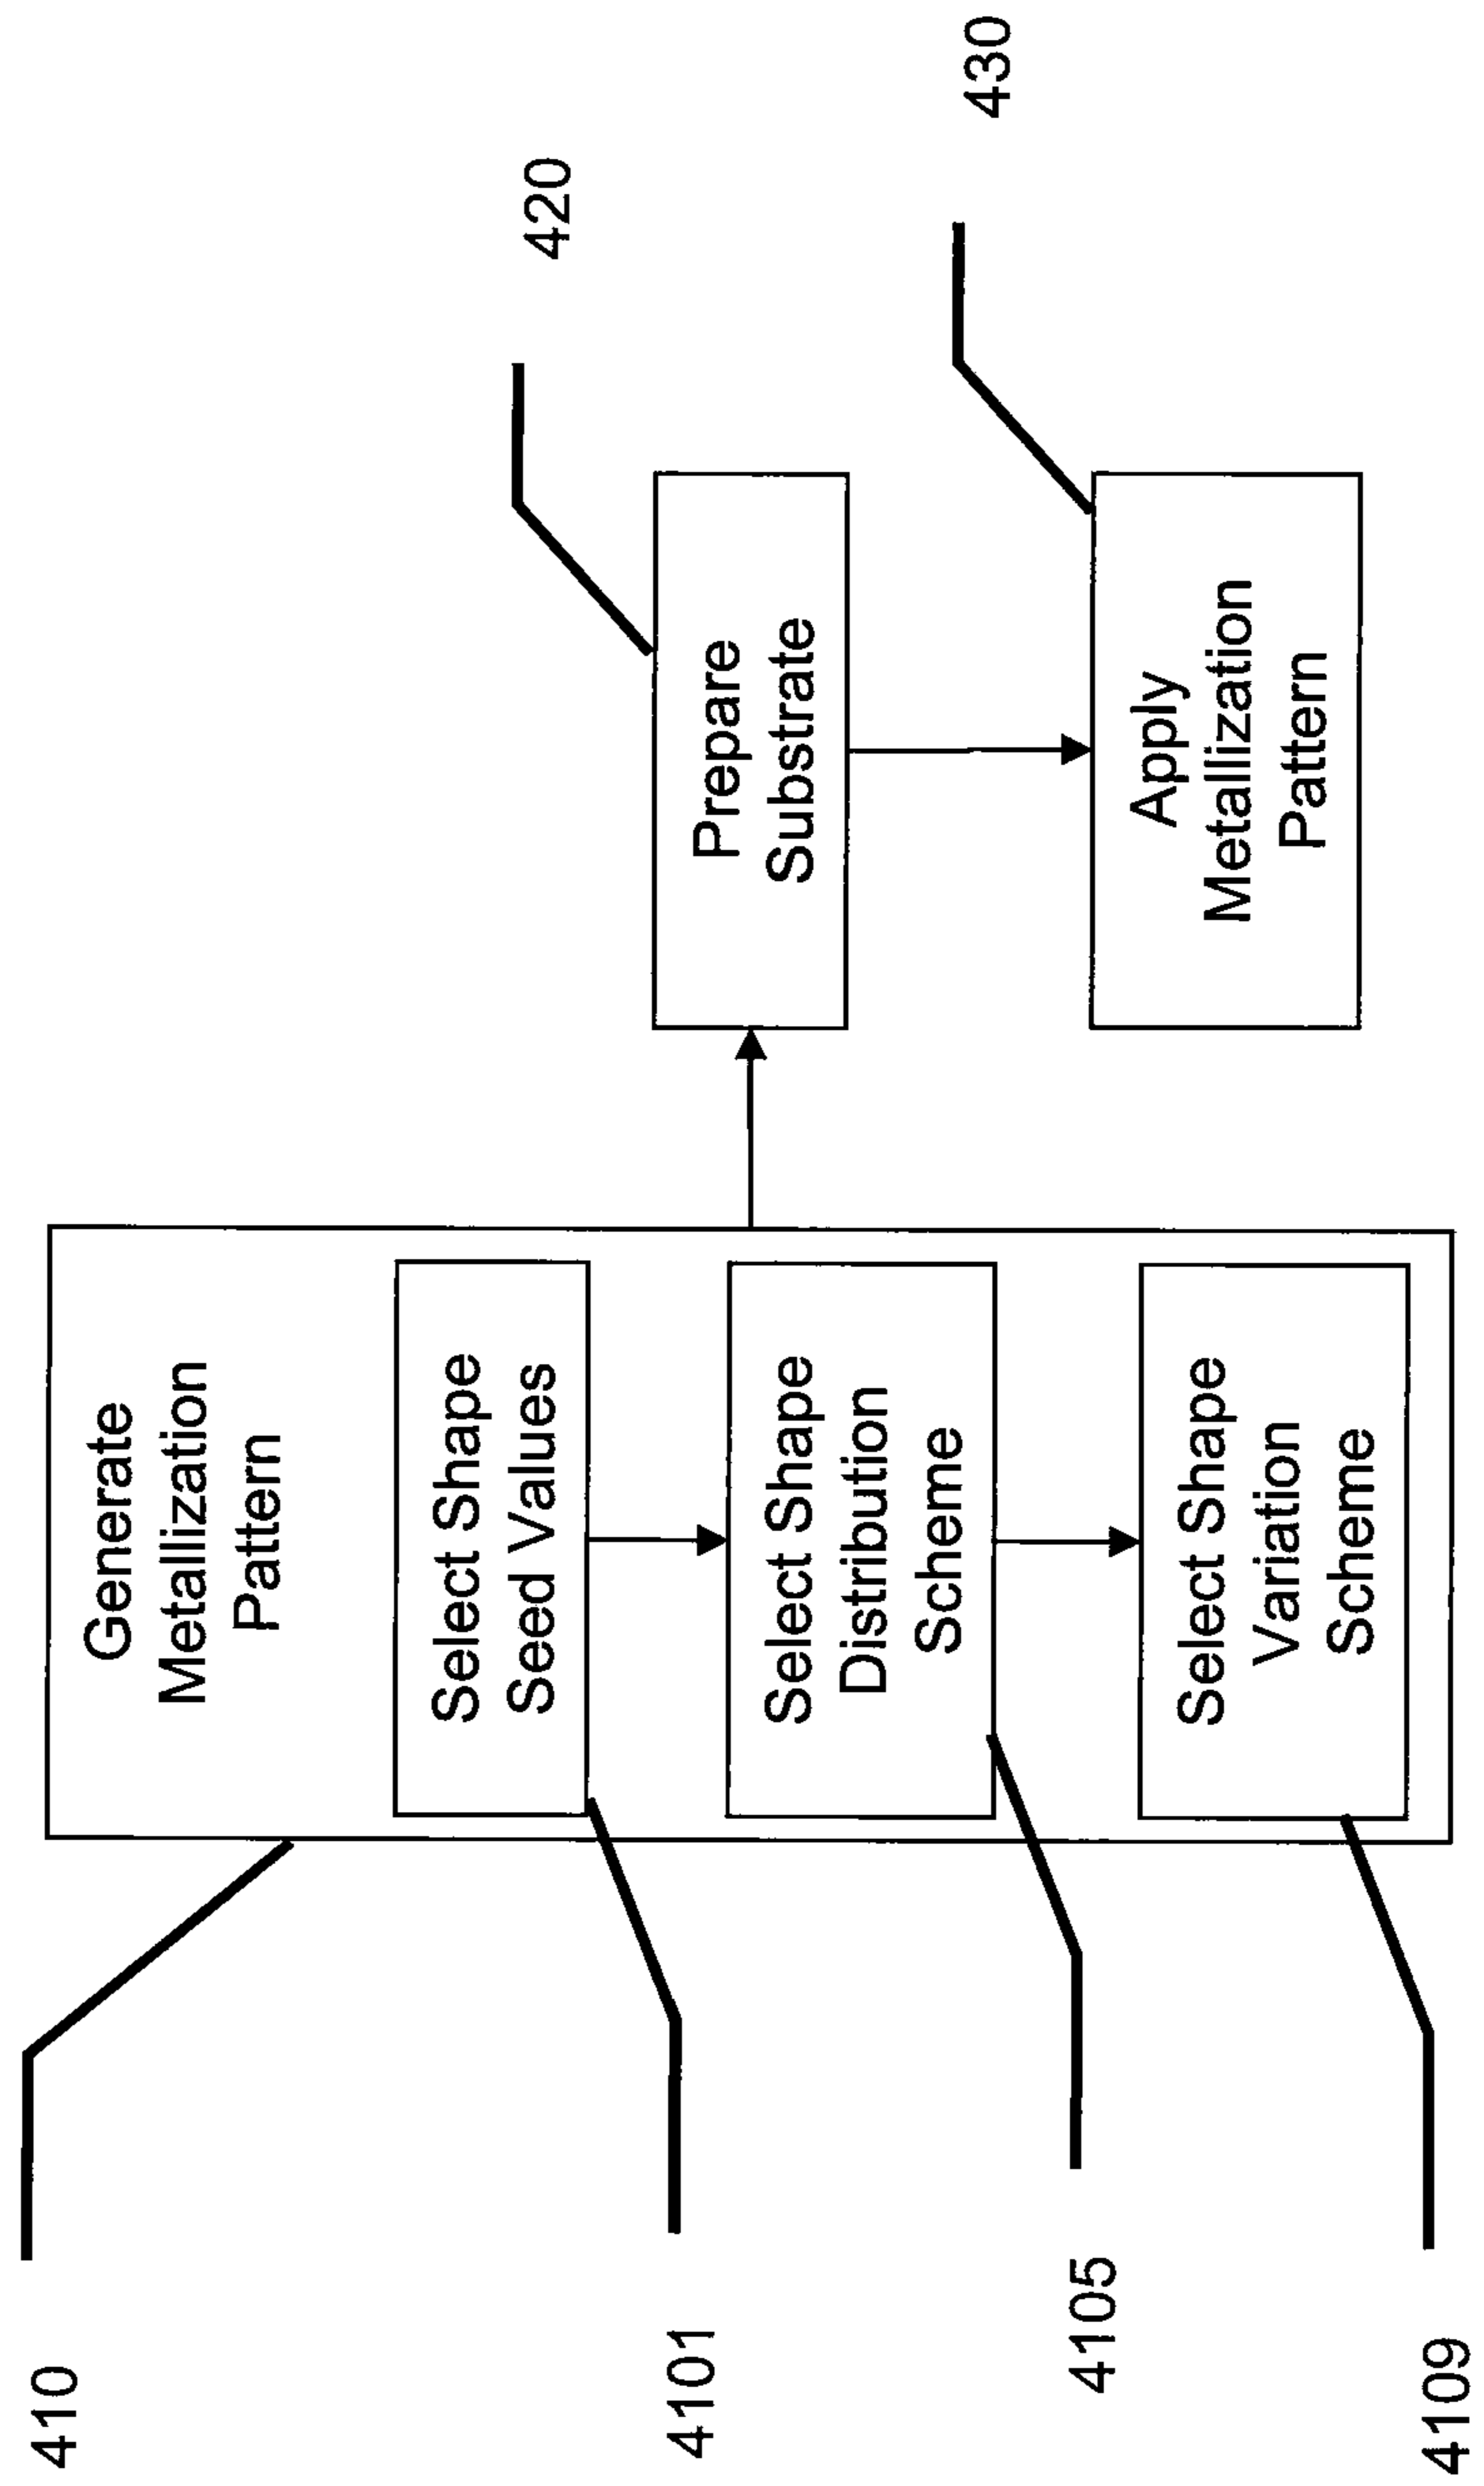 410
Generate
Metallization
Pattern
4101
Select Shape
Seed Values
4105
Select Shape
Distribution
Scheme
4109
Select Shape
Variation
Scheme
420
Prepare
Substrate
430
Apply
Metallization
Pattern